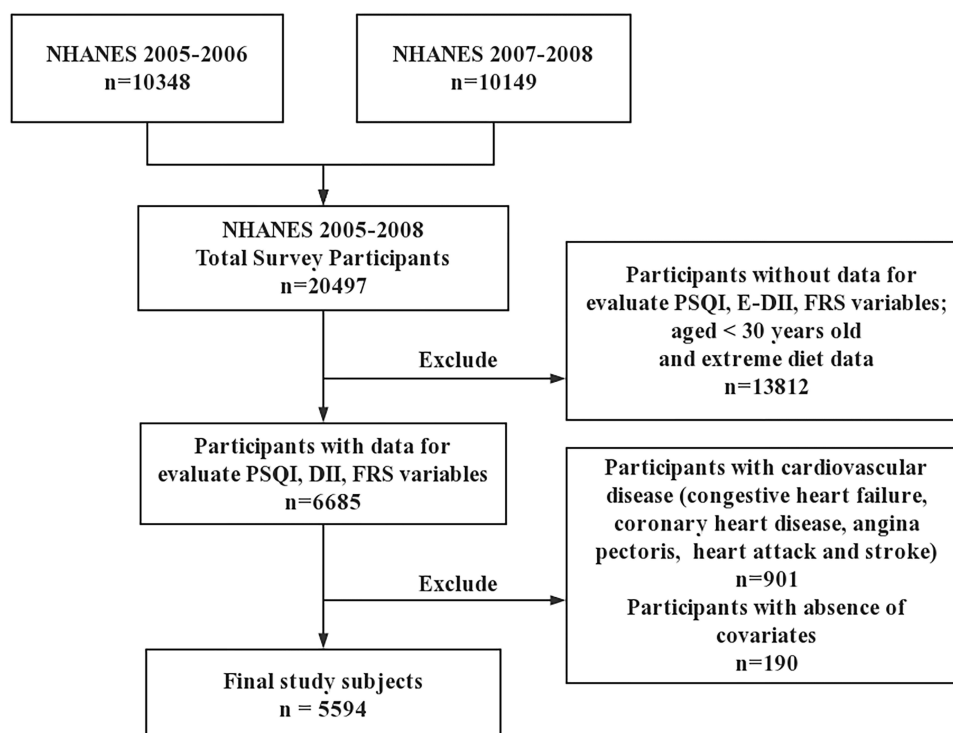 NHANES 2005-2006
n=10348
NHANES 2007-2008
n=10149
NHANES 2005-2008
Total Survey Participants
n=20497
Exclude
Participants without data for
evaluate PSQI, E-DII, FRS variables;
aged < 30 years old
and extreme diet data
n=13812
Participants with data for
evaluate PSQI, DII, FRS variables
n=6685
Exclude
Participants with cardiovascular
disease (congestive heart failure,
coronary heart disease, angina
pectoris, heart attack and stroke)
n=901
Participants with absence of
covariates
n=190
Final study subjects
n = 5594